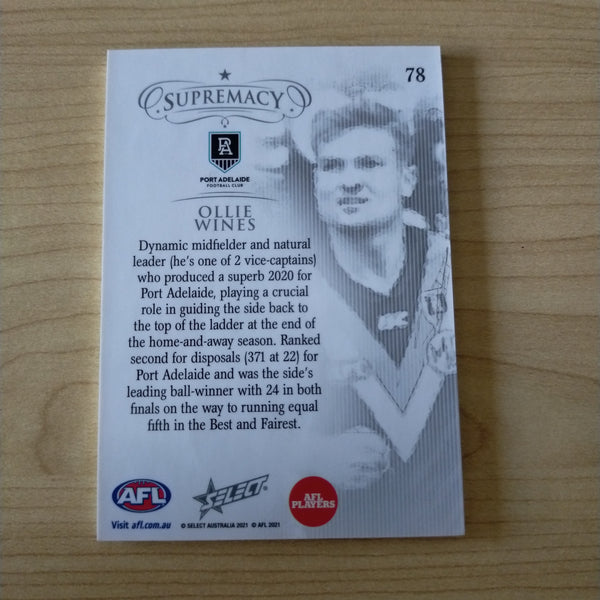 78
SUPREMACY
PA
PORT ADELAIDE
FOOTBALL CLUB
OLLIE
WINES
Dynamic midfielder and natural
leader (he's one of 2 vice-captains)
who produced a superb 2020 for
Port Adelaide, playing a crucial
role in guiding the side back to
the top of the ladder at the end of
the home-and-away season. Ranked
second for disposals (371 at 22) for
Port Adelaide and was the side's
leading ball-winner with 24 in both
finals on the way to running equal
fifth in the Best and Fairest.
AFL
SELECT
AFL
PLAYERS
Visit afl.com.au
© SELECT AUSTRALIA 2021 © AFL 2021